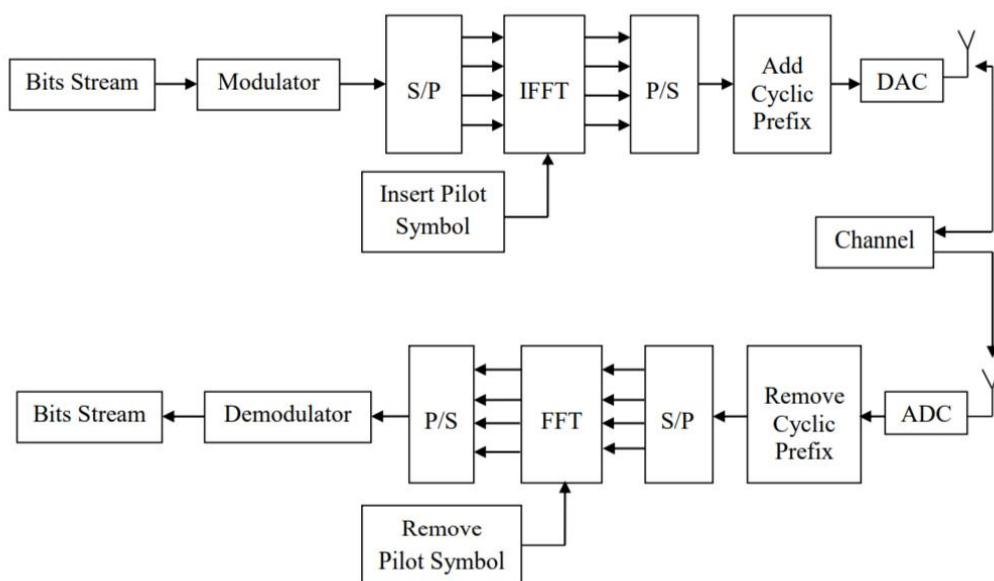 Bits Stream
Modulator
S/P
IFFT
P/S
Add
Cyclic
Prefix
DAC
Insert Pilot
Symbol
Channel
Bits Stream
Demodulator
P/S
FFT
S/P
Remove
Cyclic
Prefix
ADC
Remove
Pilot Symbol